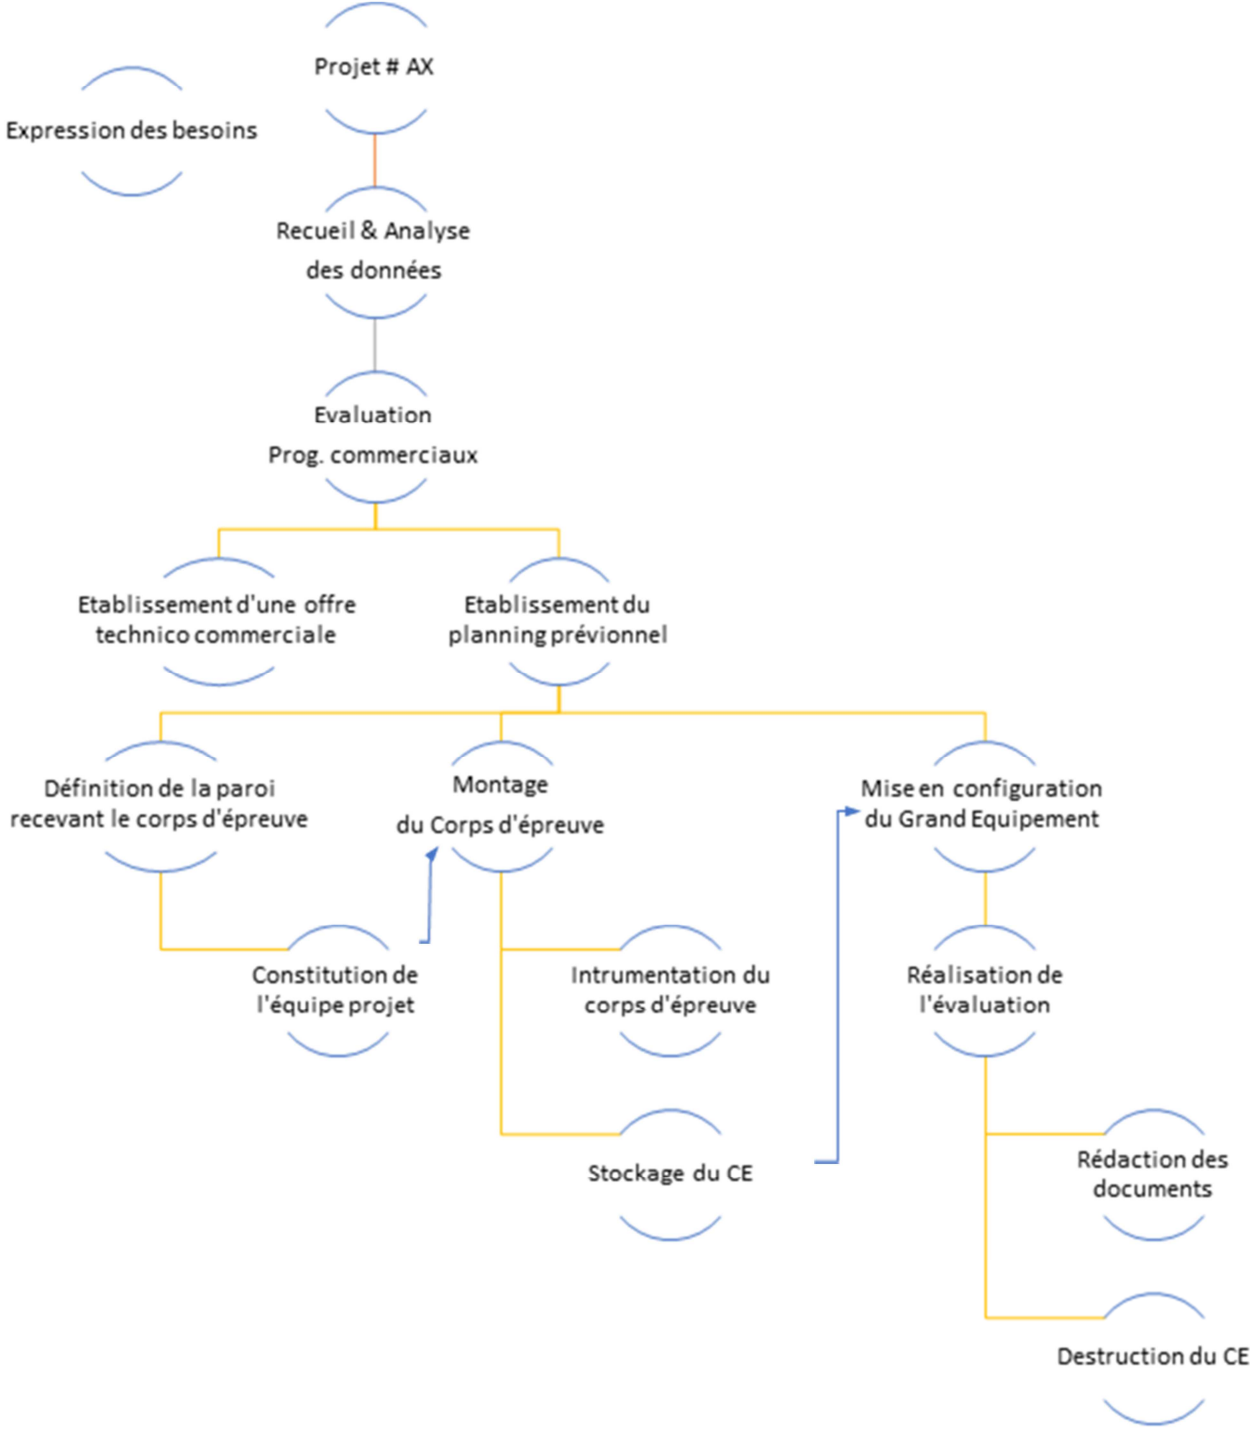 Projet # AX
Expression des besoins
Recueil & Analyse
des données
Evaluation
Prog. commerciaux
Etablissement d'une offre
technico commerciale
Etablissement du
planning prévionnel
Définition de la paroi
recevant le corps d'épreuve
Montage
du Corps d'épreuve
Mise en configuration
du Grand Equipement
Constitution de
l'équipe projet
Intrumentation du
corps d'épreuve
Réalisation de
l'évaluation
Stockage du CE
Rédaction des
documents
Destruction du CE